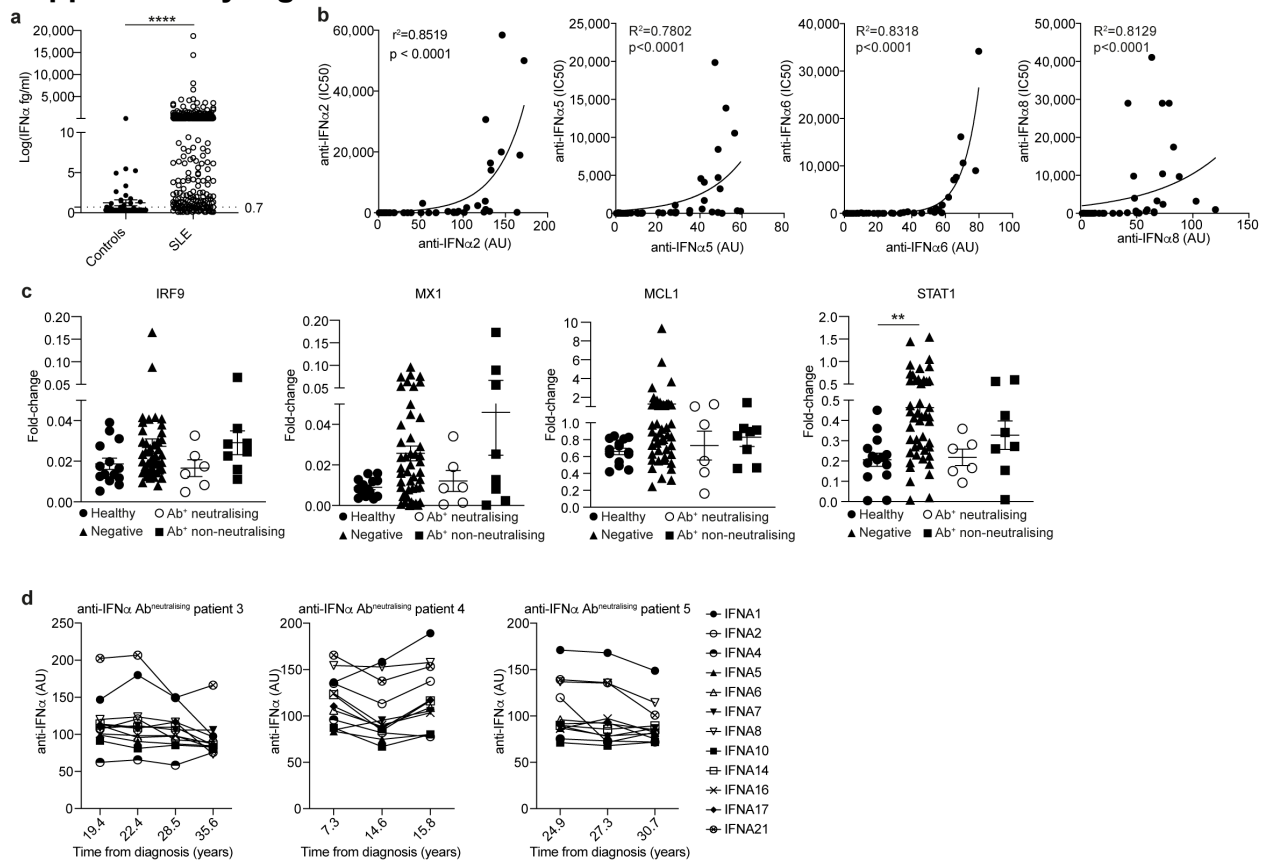 a
****
20,000
15,000
10,000
5,000
10
5
0
Log(IFNα fg/ml)
0.7
Controls
SLE
b
r²=0.8519
p < 0.0001
60,000
40,000
20,000
0
anti-IFNα2 (IC50)
0 50 100 150 200
anti-IFNα2 (AU)
R²=0.7802
p<0.0001
25,000
20,000
15,000
10,000
5,000
0
anti-IFNα5 (IC50)
0 20 40 60 80
anti-IFNα5 (AU)
R²=0.8318
p<0.0001
40,000
30,000
20,000
10,000
0
anti-IFNα6 (IC50)
0 20 40 60 80 100
anti-IFNα6 (AU)
R²=0.8129
p<0.0001
50,000
40,000
30,000
20,000
10,000
0
anti-IFNα8 (IC50)
0 50 100 150
anti-IFNα8 (AU)
c
IRF9
0.20
0.15
0.10
0.05
0.04
0.02
0.00
Fold-change
Healthy Ab⁺ neutralising
Negative Ab⁺ non-neutralising
MX1
0.20
0.15
0.10
0.05
0.04
0.02
0.00
Fold-change
Healthy Ab⁺ neutralising
Negative Ab⁺ non-neutralising
MCL1
10
8
6
4
2
1.0
0.8
0.6
0.4
0.2
0.0
Fold-change
Healthy Ab⁺ neutralising
Negative Ab⁺ non-neutralising
STAT1
**
2.0
1.5
1.0
0.5
0.5
0.4
0.3
0.2
0.1
0.0
Fold-change
Healthy Ab⁺ neutralising
Negative Ab⁺ non-neutralising
d
anti-IFNα Abⁿᵉᵘᵗʳᵃˡⁱˢⁱⁿᵍ patient 3
250
200
150
100
50
0
anti-IFNα (AU)
19.4 22.4 28.5 35.6
Time from diagnosis (years)
anti-IFNα Abⁿᵉᵘᵗʳᵃˡⁱˢⁱⁿᵍ patient 4
200
150
100
50
0
anti-IFNα (AU)
7.3 14.6 15.8
Time from diagnosis (years)
anti-IFNα Abⁿᵉᵘᵗʳᵃˡⁱˢⁱⁿᵍ patient 5
200
150
100
50
0
anti-IFNα (AU)
24.9 27.3 30.7
Time from diagnosis (years)
IFNA1
IFNA2
IFNA4
IFNA5
IFNA6
IFNA7
IFNA8
IFNA10
IFNA14
IFNA16
IFNA17
IFNA21